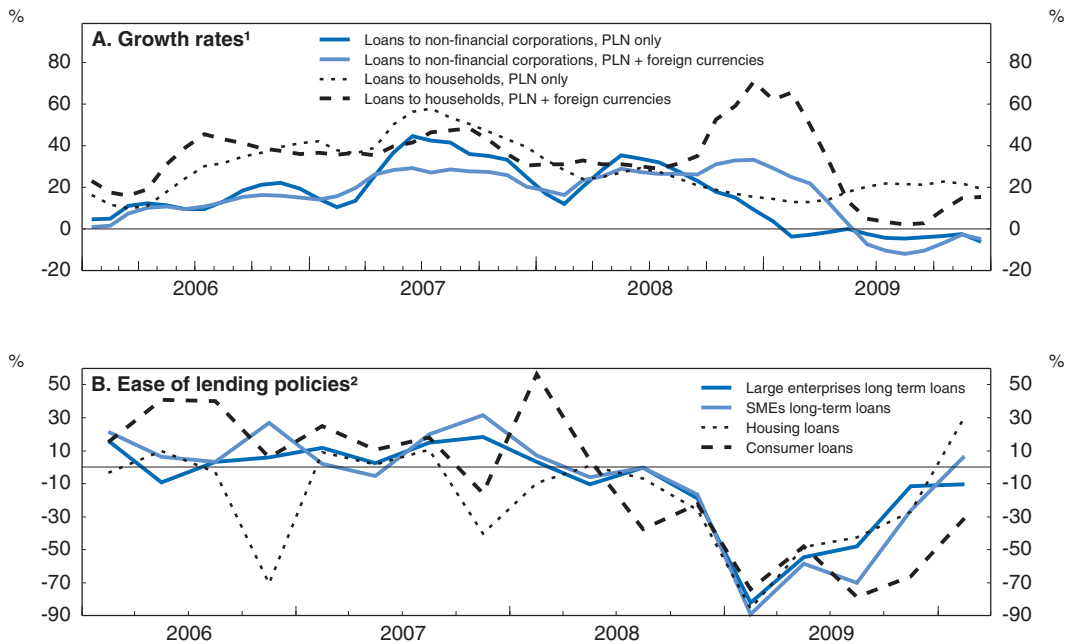 % %
A. Growth rates¹
Loans to non-financial corporations, PLN only
Loans to non-financial corporations, PLN + foreign currencies
Loans to households, PLN only
Loans to households, PLN + foreign currencies
80 80
60 60
40 40
20 20
0 0
-20 -20
2006 2007 2008 2009
% %
B. Ease of lending policies²
Large enterprises long term loans
SMEs long-term loans
Housing loans
Consumer loans
50 50
30 30
10 10
-10 -10
-30 -30
-50 -50
-70 -70
-90 -90
2006 2007 2008 2009